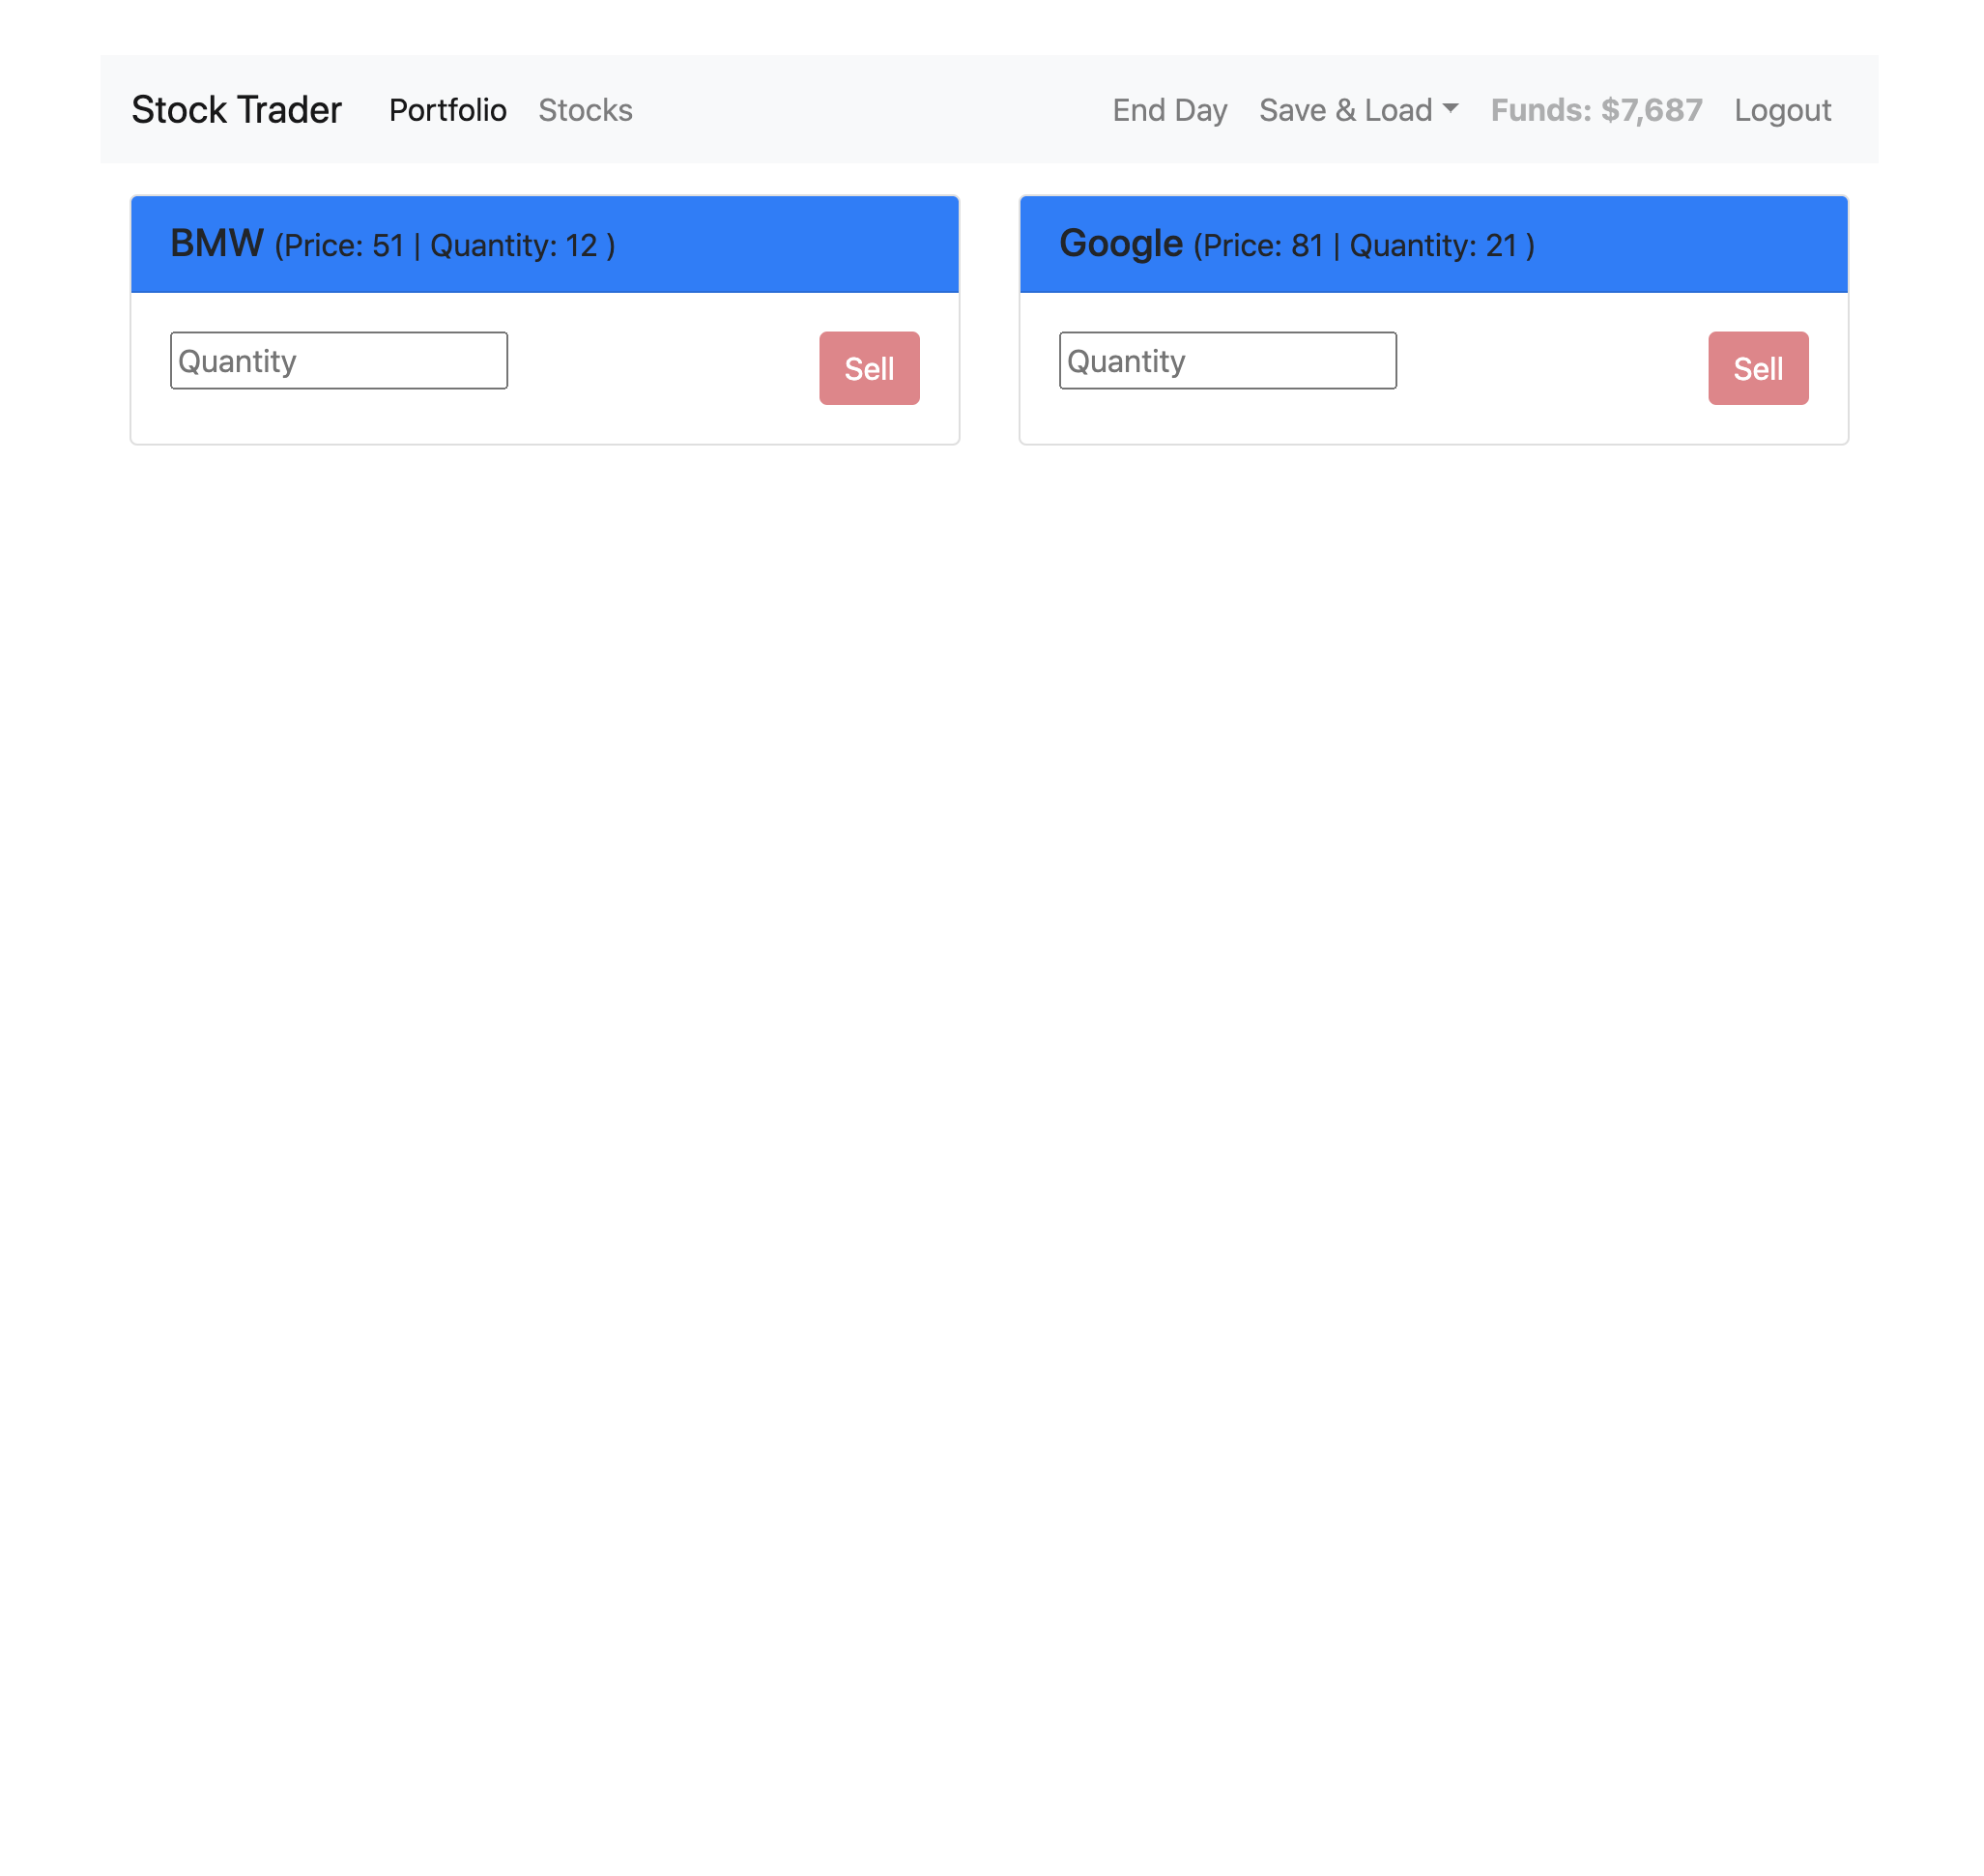 Stock Trader Portfolio Stocks End Day Save & Load Funds: $7,687 Logout
BMW (Price: 51 | Quantity: 12 )
Quantity Sell
Google (Price: 81 | Quantity: 21 )
Quantity Sell